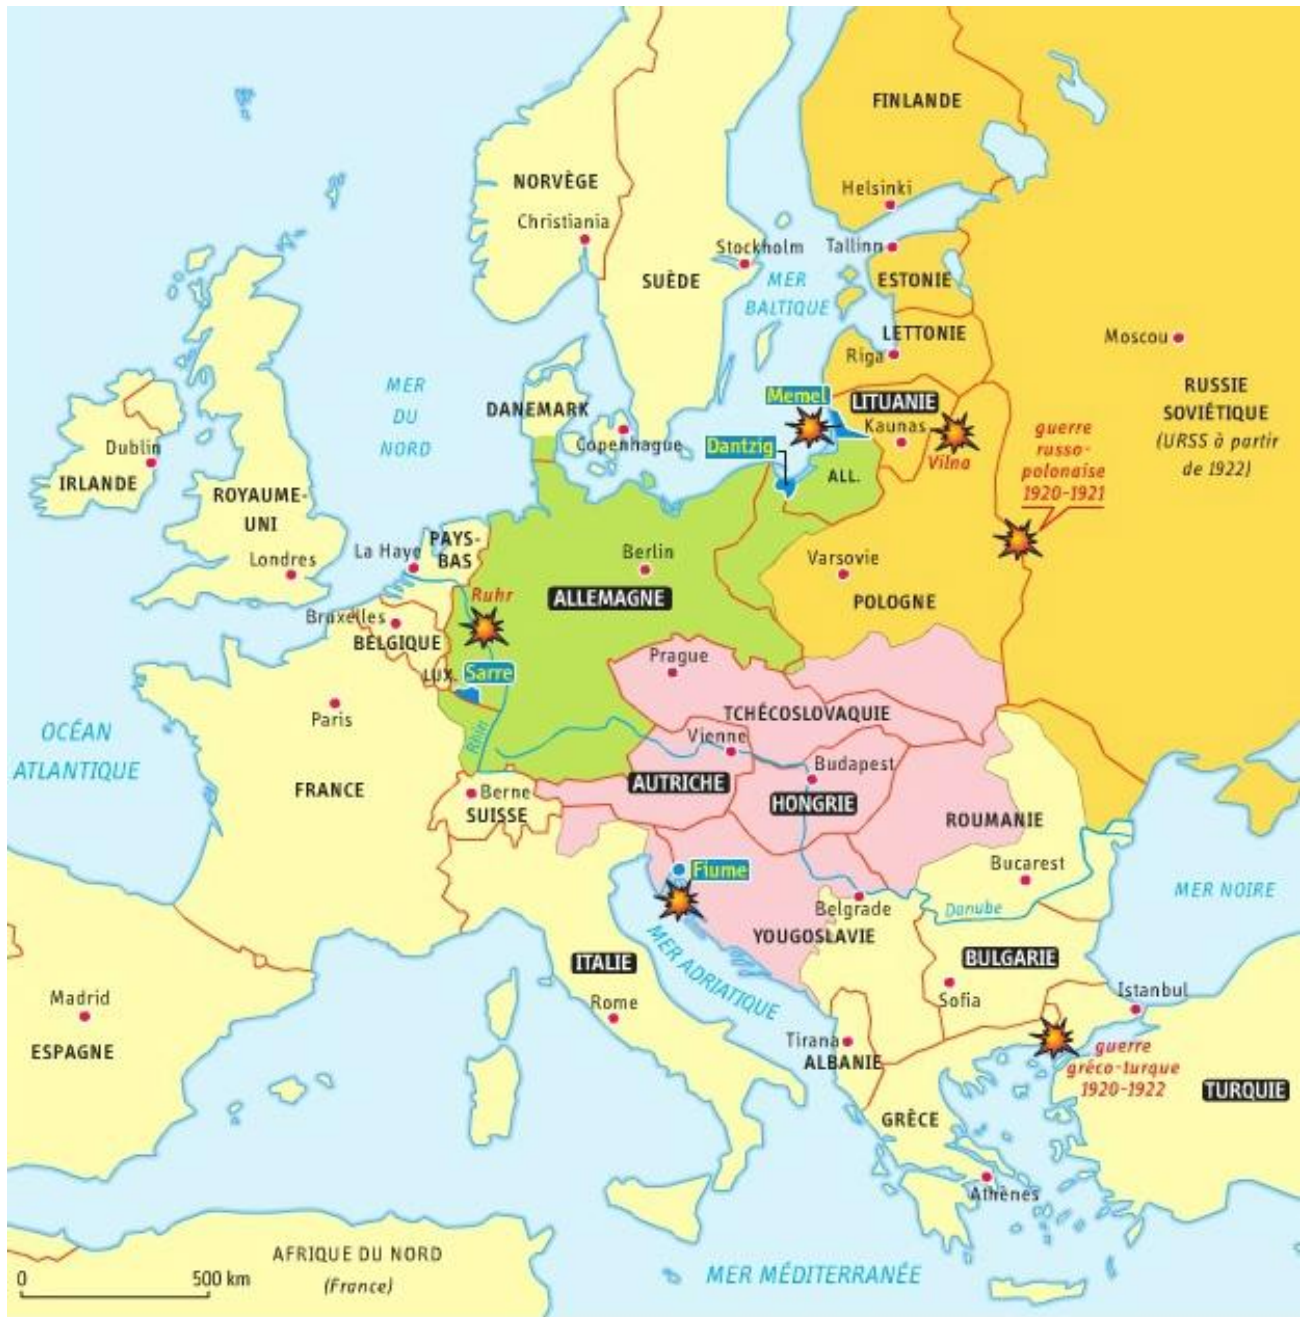 FINLANDE
Helsinki
NORVÈGE
Christiania
Stockholm
Tallinn
SUÈDE
MER
BALTIQUE
ESTONIE
LETTONIE
Riga
Moscou
MER
DU
NORD
DANEMARK
Copenhague
Memel
LITUANIE
Kaunas
Vilna
Dantzig
ALL.
RUSSIE
SOVIÉTIQUE
(URSS à partir
de 1922)
guerre
russo-
polonaise
1920-1921
Dublin
IRLANDE
ROYAUME-
UNI
Londres
La Haye
PAYS-
BAS
Berlin
Varsovie
ALLEMAGNE
POLOGNE
Ruhr
Bruxelles
BELGIQUE
LUX.
Sarre
Prague
TCHÉCOSLOVAQUIE
Paris
Rhin
Vienne
Budapest
OCÉAN
ATLANTIQUE
FRANCE
Berne
SUISSE
AUTRICHE
HONGRIE
ROUMANIE
Bucarest
Fiume
Belgrade
Danube
MER NOIRE
YOUGOSLAVIE
MER ADRIATIQUE
ITALIE
Rome
BULGARIE
Sofia
Istanbul
Madrid
ESPAGNE
Tirana
ALBANIE
guerre
gréco-turque
1920-1922
TURQUIE
GRÈCE
Athènes
AFRIQUE DU NORD
(France)
0
500 km
MER MÉDITERRANÉE